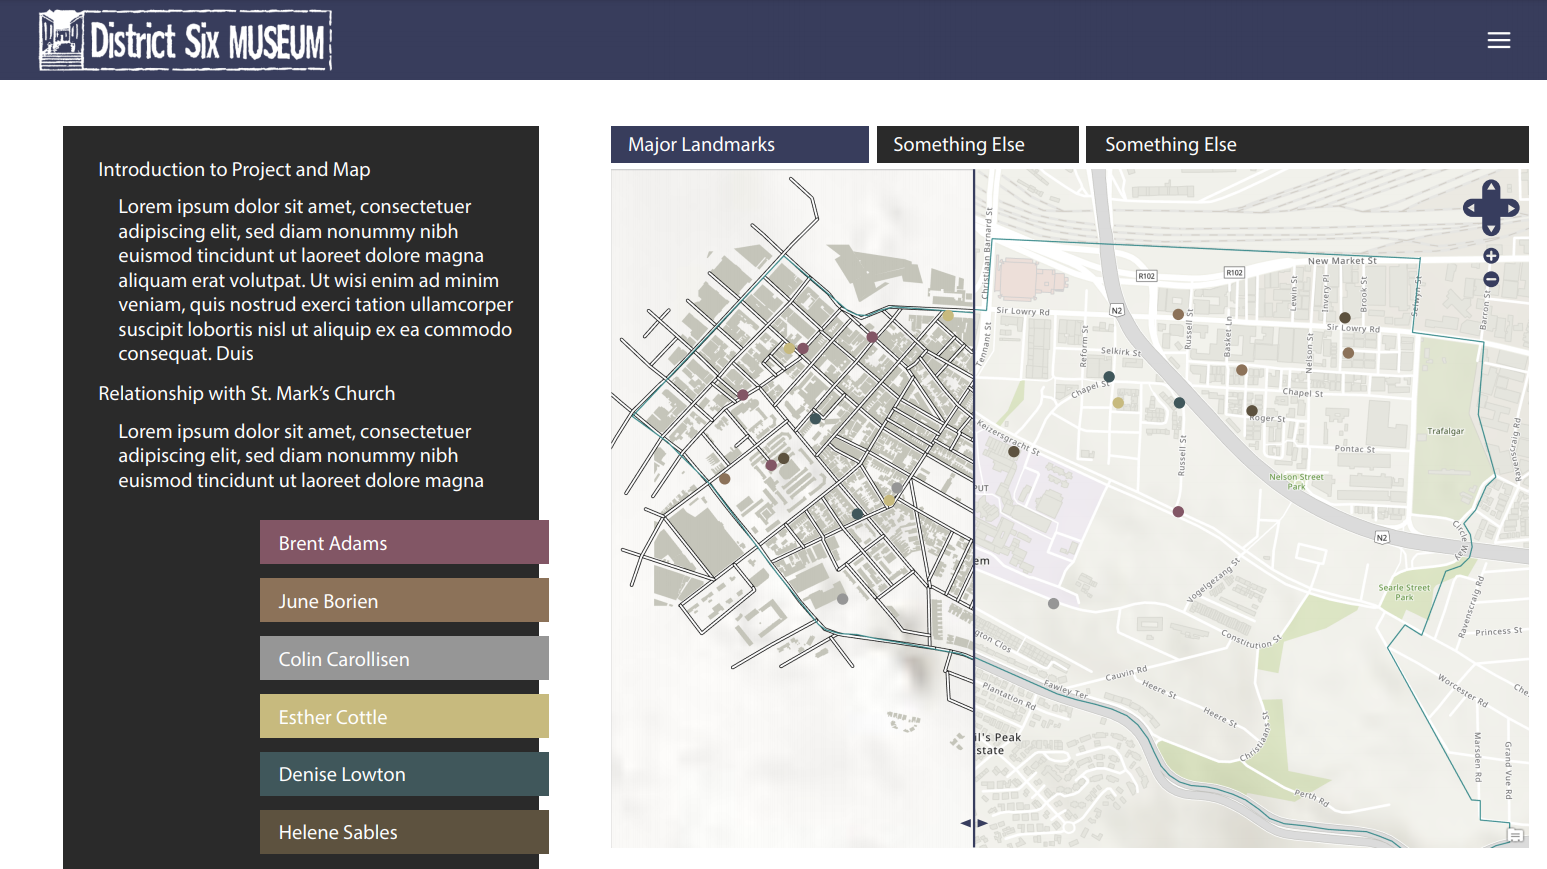 District Six MUSEUM
Introduction to Project and Map
Lorem ipsum dolor sit amet, consectetuer
adipiscing elit, sed diam nonummy nibh
euismod tincidunt ut laoreet dolore magna
aliquam erat volutpat. Ut wisi enim ad minim
veniam, quis nostrud exerci tation ullamcorper
suscipit lobortis nisl ut aliquip ex ea commodo
consequat. Duis
Relationship with St. Mark’s Church
Lorem ipsum dolor sit amet, consectetuer
adipiscing elit, sed diam nonummy nibh
euismod tincidunt ut laoreet dolore magna
Brent Adams
June Borien
Colin Carollisen
Esther Cottle
Denise Lowton
Helene Sables
Major Landmarks
Something Else
Something Else
Christiaan Barnard St
New Market St
R102
R102
N2
Sir Lowry Rd
Lewin St
Invery Pl
Brook St
Selwyn St
Barron St
Tennant St
Reform St
Selkirk St
Russell St
Basket Ln
Nelson St
Sir Lowry Rd
Chapel St
Chapel St
Roger St
Keizersgracht St
Russell St
Trafalgar
Pontac St
Ravenscraig Rd
PUT
Nelson Street
Park
N2
Circle Way
em
Vogelgezang St
Searle Street
Park
Ravenscraig Rd
Princess St
gton Clos
Constitution St
Cauvin Rd
Fawley Ter
Heere St
Plantation Rd
Heere St
Worcester Rd
Che
Christiaan's St
il's Peak
state
Marsden Rd
Grand Vue Rd
Perth Rd